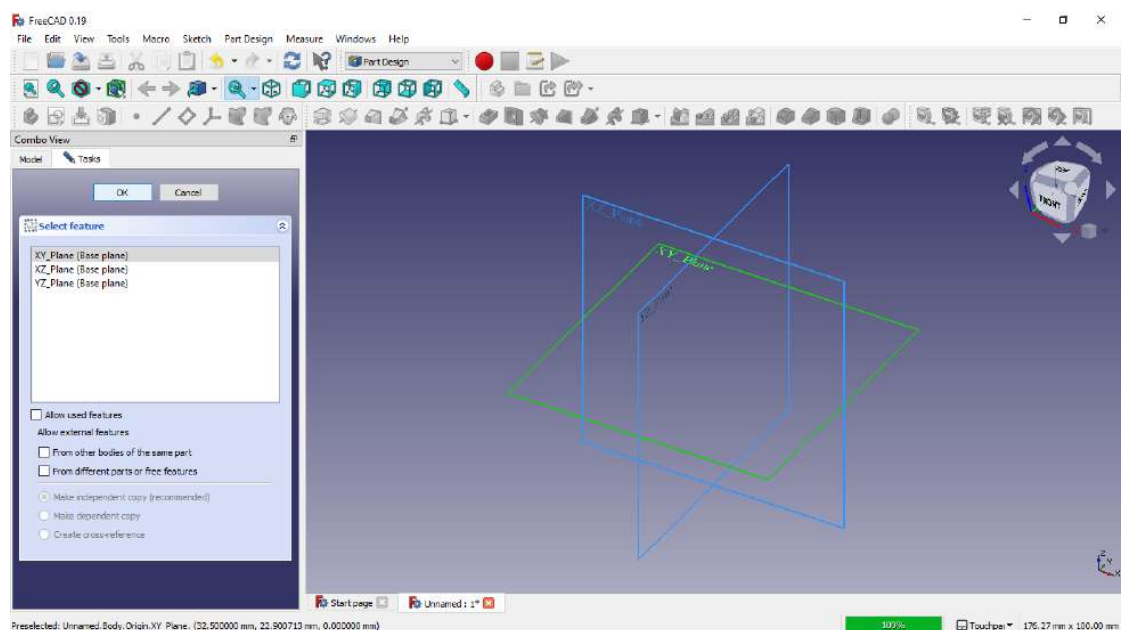 FreeCAD 0.19
File Edit View Tools Macro Sketch Part Design Measure Windows Help
Part Design
Combo View
Model Tasks
OK Cancel
Select feature
XY_Plane (Base plane)
XZ_Plane (Base plane)
YZ_Plane (Base plane)
Allow used features
Allow external features
From other bodies of the same part
From different parts or free features
Make independent copy (recommended)
Make dependent copy
Create cross-reference
XZ_Plane
XY_Plane
FRONT
Z
Y
X
Start page Unnamed : 1*
Preselected: Unnamed.Body.Origin.XY_Plane. (32.500000 mm, 22.900713 mm, 0.000000 mm) 100% Touchpad 176.27 mm x 100.00 mm